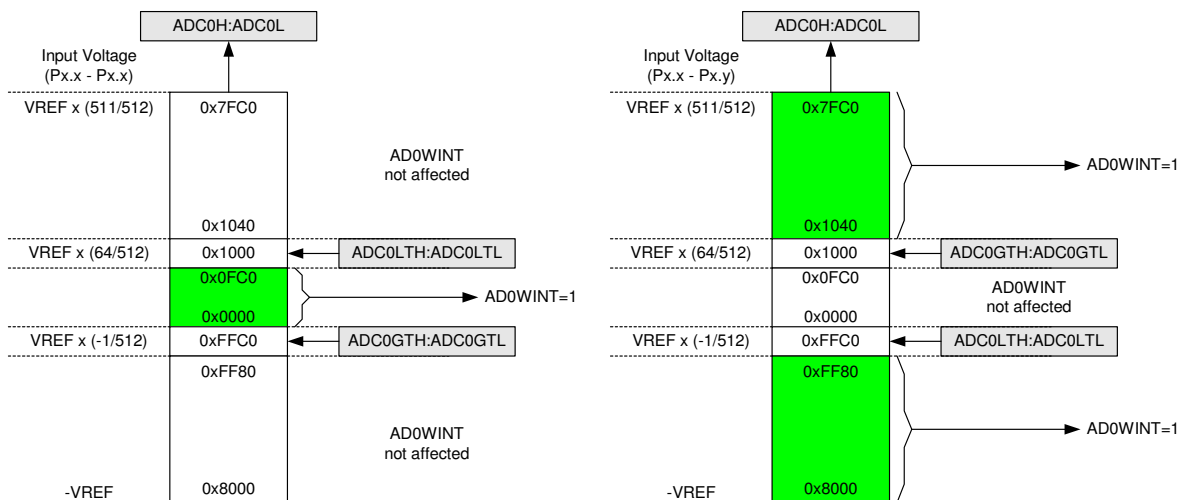 ADC0H:ADC0L
Input Voltage
(Px.x - Px.x)
VREF x (511/512)
0x7FC0
AD0WINT
not affected
0x1040
VREF x (64/512)
0x1000
ADC0LTH:ADC0LTL
0x0FC0
AD0WINT=1
0x0000
VREF x (-1/512)
0xFFC0
ADC0GTH:ADC0GTL
0xFF80
AD0WINT
not affected
-VREF
0x8000
ADC0H:ADC0L
Input Voltage
(Px.x - Px.y)
VREF x (511/512)
0x7FC0
AD0WINT=1
0x1040
VREF x (64/512)
0x1000
ADC0GTH:ADC0GTL
0x0FC0
AD0WINT
not affected
0x0000
VREF x (-1/512)
0xFFC0
ADC0LTH:ADC0LTL
0xFF80
AD0WINT=1
-VREF
0x8000